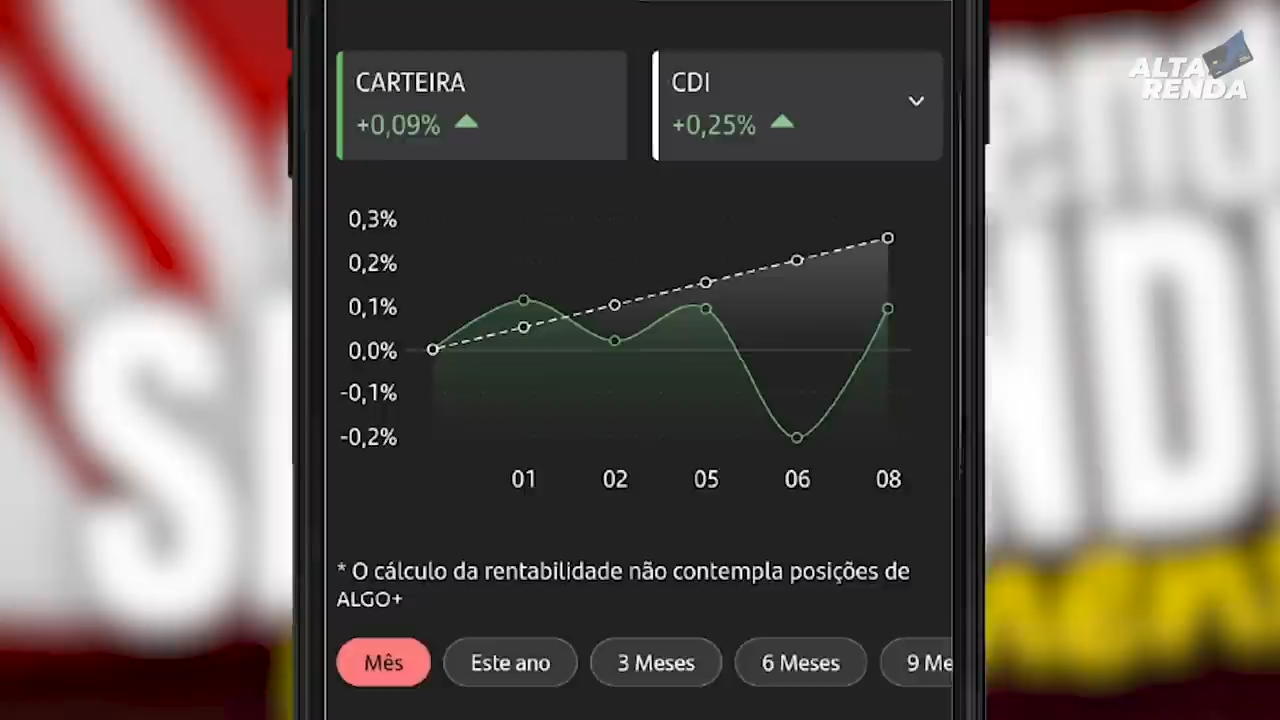 ALTA
RENDA
CARTEIRA
+0,09%
CDI
+0,25%
0,3%
0,2%
0,1%
0,0%
-0,1%
-0,2%
01 02 05 06 08
* O cálculo da rentabilidade não contempla posições de
ALGO+
Mês Este ano 3 Meses 6 Meses 9 Me